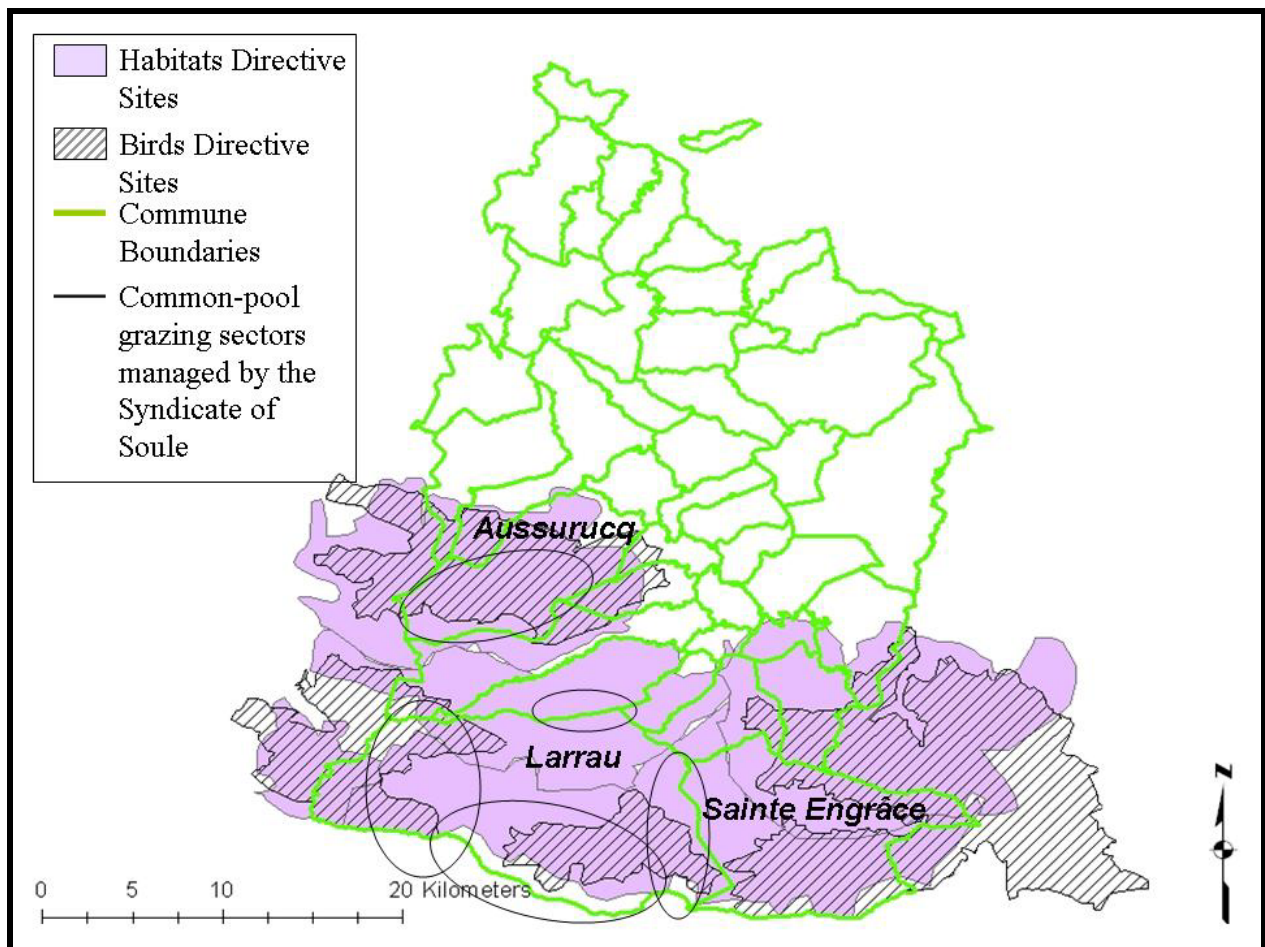 Habitats Directive
Sites
Birds Directive
Sites
Commune
Boundaries
Common-pool
grazing sectors
managed by the
Syndicate of
Soule
Aussurucq
Larrau
Sainte Engrâce
N
0 5 10 20 Kilometers